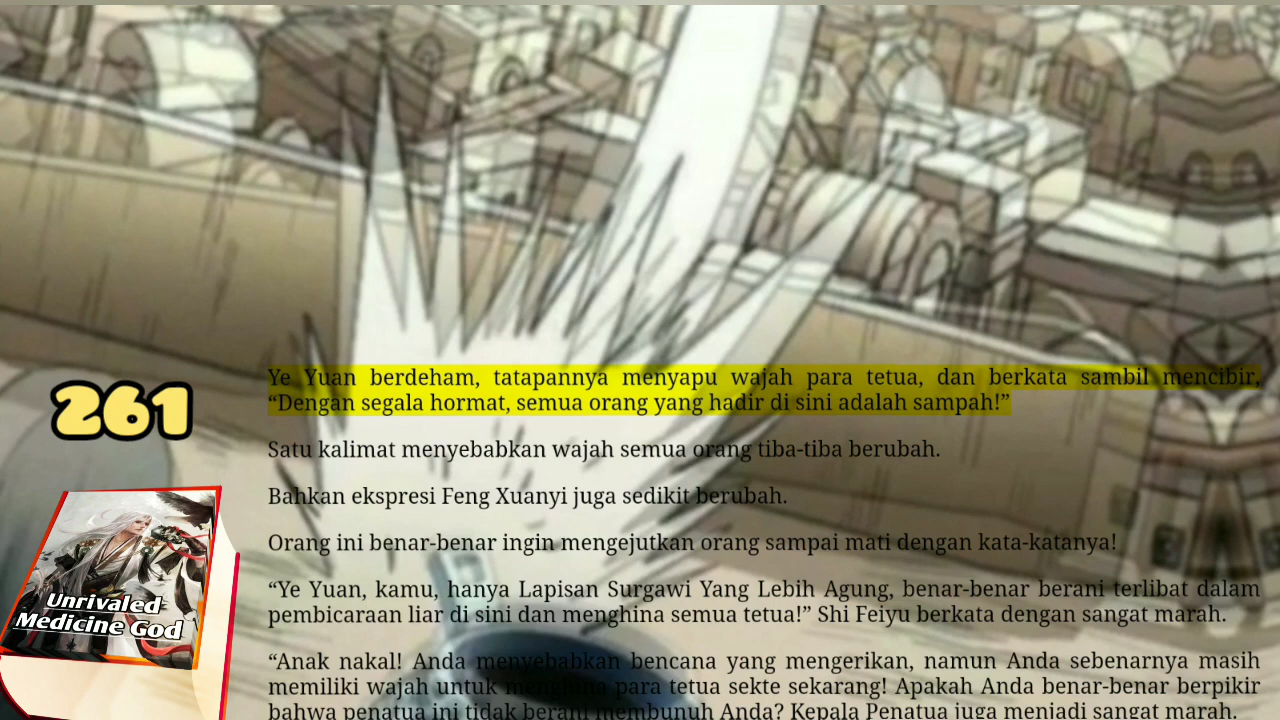 Ye Yuan berdeham, tatapannya menyapu wajah para tetua, dan berkata sambil mencibir,
“Dengan segala hormat, semua orang yang hadir di sini adalah sampah!”
Satu kalimat menyebabkan wajah semua orang tiba-tiba berubah.
Bahkan ekspresi Feng Xuanyi juga sedikit berubah.
Orang ini benar-benar ingin mengejutkan orang sampai mati dengan kata-katanya!
“Ye Yuan, kamu, hanya Lapisan Surgawi Yang Lebih Agung, benar-benar berani terlibat dalam
pembicaraan liar di sini dan menghina semua tetua!” Shi Feiyu berkata dengan sangat marah.
“Anak nakal! Anda menyebabkan bencana yang mengerikan, namun Anda sebenarnya masih
memiliki wajah untuk menghina para tetua sekte sekarang! Apakah Anda benar-benar berpikir
bahwa penatua ini tidak berani membunuh Anda? Kepala Penatua juga menjadi sangat marah.
261
Unrivaled
Medicine God